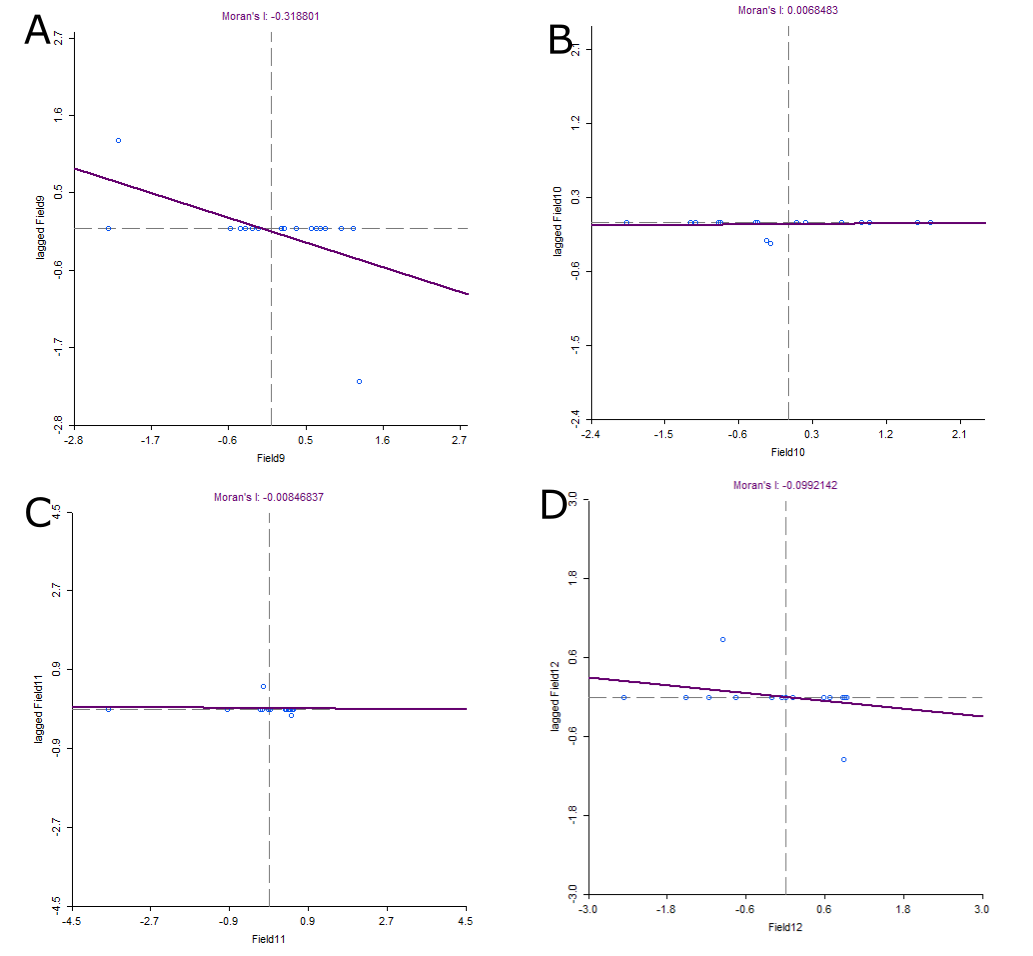 A
Moran's I: -0.318801
2.7
1.6
0.5
-0.6
-1.7
-2.8
lagged Field9
-2.8 -1.7 -0.6 0.5 1.6 2.7
Field9
B
Moran's I: 0.0068483
2.1
1.2
0.3
-0.6
-1.5
-2.4
lagged Field10
-2.4 -1.5 -0.6 0.3 1.2 2.1
Field10
C
Moran's I: -0.00846837
4.5
2.7
0.9
-0.9
-2.7
-4.5
lagged Field11
-4.5 -2.7 -0.9 0.9 2.7 4.5
Field11
D
Moran's I: -0.0992142
3.0
1.8
0.6
-0.6
-1.8
-3.0
lagged Field12
-3.0 -1.8 -0.6 0.6 1.8 3.0
Field12